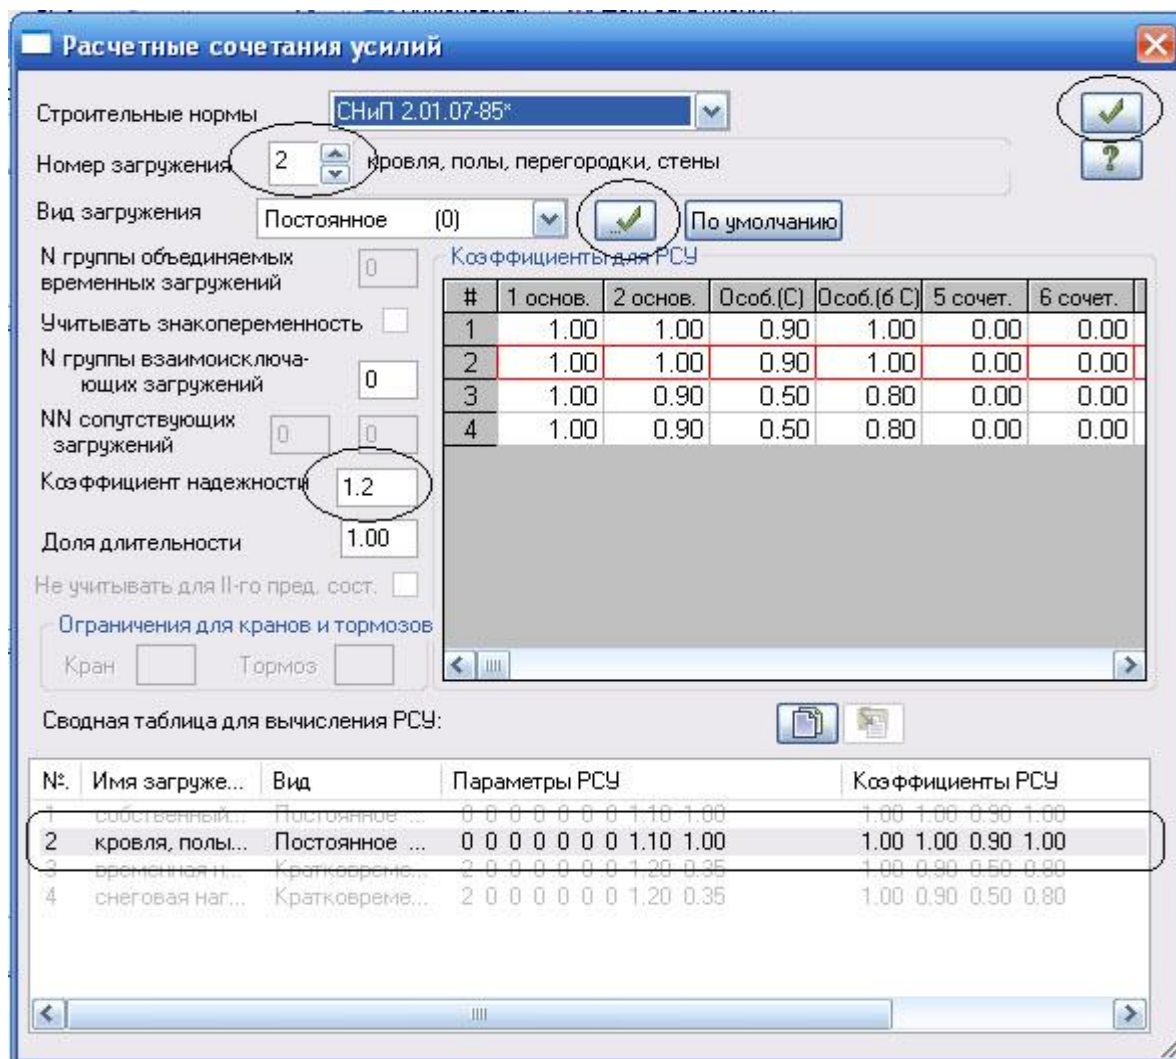 Расчетные сочетания усилий
Строительные нормы СНиП 2.01.07-85*
Номер загружения 2 кровля, полы, перегородки, стены
?
Вид загружения Постоянное (0) По умолчанию
N группы объединяемых временных загружений 0
Учитывать знакопеременность
N группы взаимоисключа-
ющих загружений 0
NN сопутствующих
загружений 0 0
Коэффициент надежности 1.2
Доля длительности 1.00
Не учитывать для II-го пред. сост.
Ограничения для кранов и тормозов
Кран Тормоз
Коэффициенты для РСУ
# 1 основ. 2 основ. Особ.(С) Особ.(б С) 5 сочет. 6 сочет.
1 1.00 1.00 0.90 1.00 0.00 0.00
2 1.00 1.00 0.90 1.00 0.00 0.00
3 1.00 0.90 0.50 0.80 0.00 0.00
4 1.00 0.90 0.50 0.80 0.00 0.00
Сводная таблица для вычисления РСУ:
№. Имя загруже... Вид Параметры РСУ Коэффициенты РСУ
1 собственный... Постоянное ... 0 0 0 0 0 0 0 1.10 1.00 1.00 1.00 0.90 1.00
2 кровля, полы... Постоянное ... 0 0 0 0 0 0 0 1.10 1.00 1.00 1.00 0.90 1.00
3 временная н... Кратковреме... 2 0 0 0 0 0 0 1.20 0.35 1.00 0.90 0.50 0.80
4 снеговая наг... Кратковреме... 2 0 0 0 0 0 0 1.20 0.35 1.00 0.90 0.50 0.80